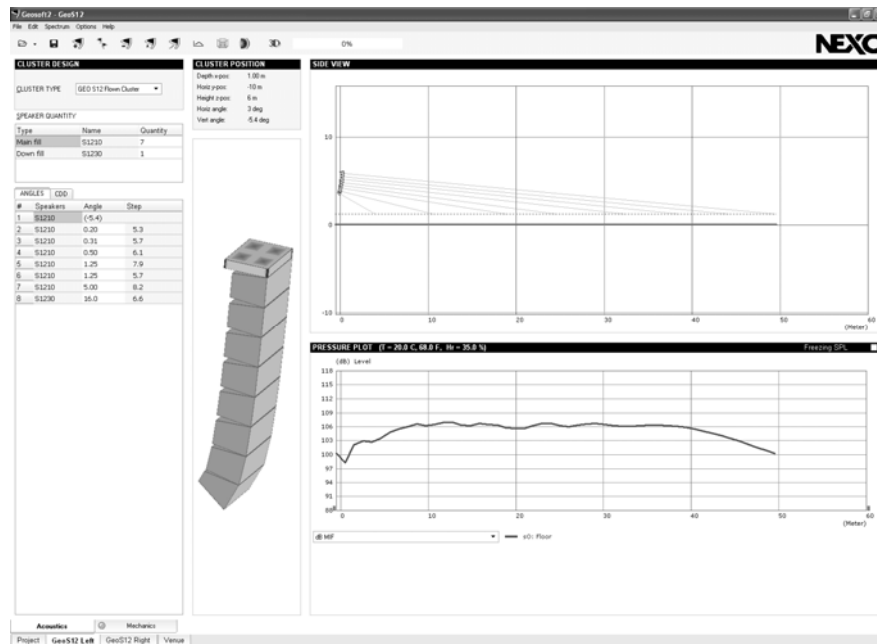 Geosoft2 - GeoS12
File Edit Spectrum Options Help
3D 0%
NEXO
CLUSTER DESIGN
CLUSTER TYPE GEO S12 Flown Cluster
SPEAKER QUANTITY
Type Name Quantity
Main fill S1210 7
Down fill S1230 1
ANGLES CDD
# Speakers Angle Step
1 S1210 (-5.4)
2 S1210 0.20 5.3
3 S1210 0.31 5.7
4 S1210 0.50 6.1
5 S1210 1.25 7.9
6 S1210 1.25 5.7
7 S1210 5.00 8.2
8 S1230 16.0 6.6
CLUSTER POSITION
Depth x-pos: 1.00 m
Horiz y-pos: -10 m
Height z-pos: 6 m
Horiz angle: 3 deg
Vert angle: -5.4 deg
SIDE VIEW
10
0
-10
0 10 20 30 40 50 60
(Meter)
PRESSURE PLOT (T = 20.0 C, 68.0 F, Hr = 35.0 %) Freezing SPL
(dB) Level
118
115
112
109
106
103
100
97
94
91
88
0 10 20 30 40 50 60
(Meter)
dB MF s0: Floor
Acoustics Mechanics
Project GeoS12 Left GeoS12 Right Venue